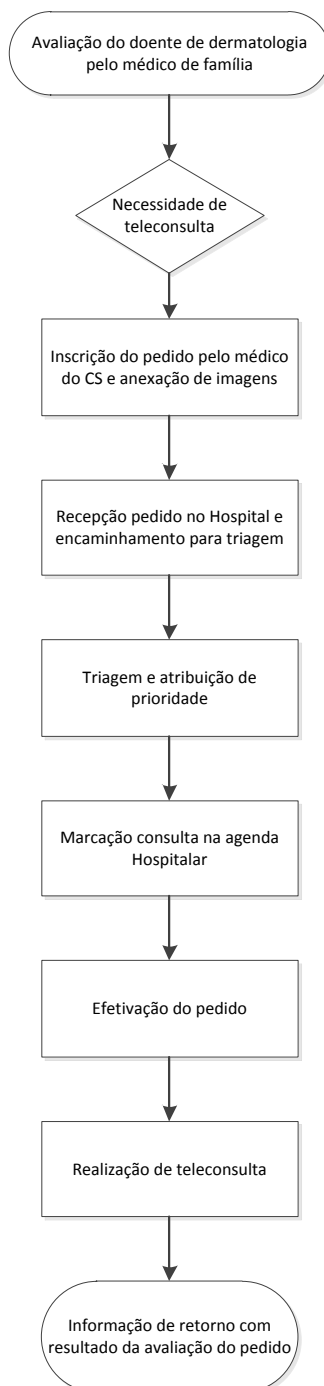 Avaliação do doente de dermatologia
pelo médico de família
Necessidade de
teleconsulta
Inscrição do pedido pelo médico
do CS e anexação de imagens
Recepção pedido no Hospital e
encaminhamento para triagem
Triagem e atribuição de
prioridade
Marcação consulta na agenda
Hospitalar
Efetivação do pedido
Realização de teleconsulta
Informação de retorno com
resultado da avaliação do pedido